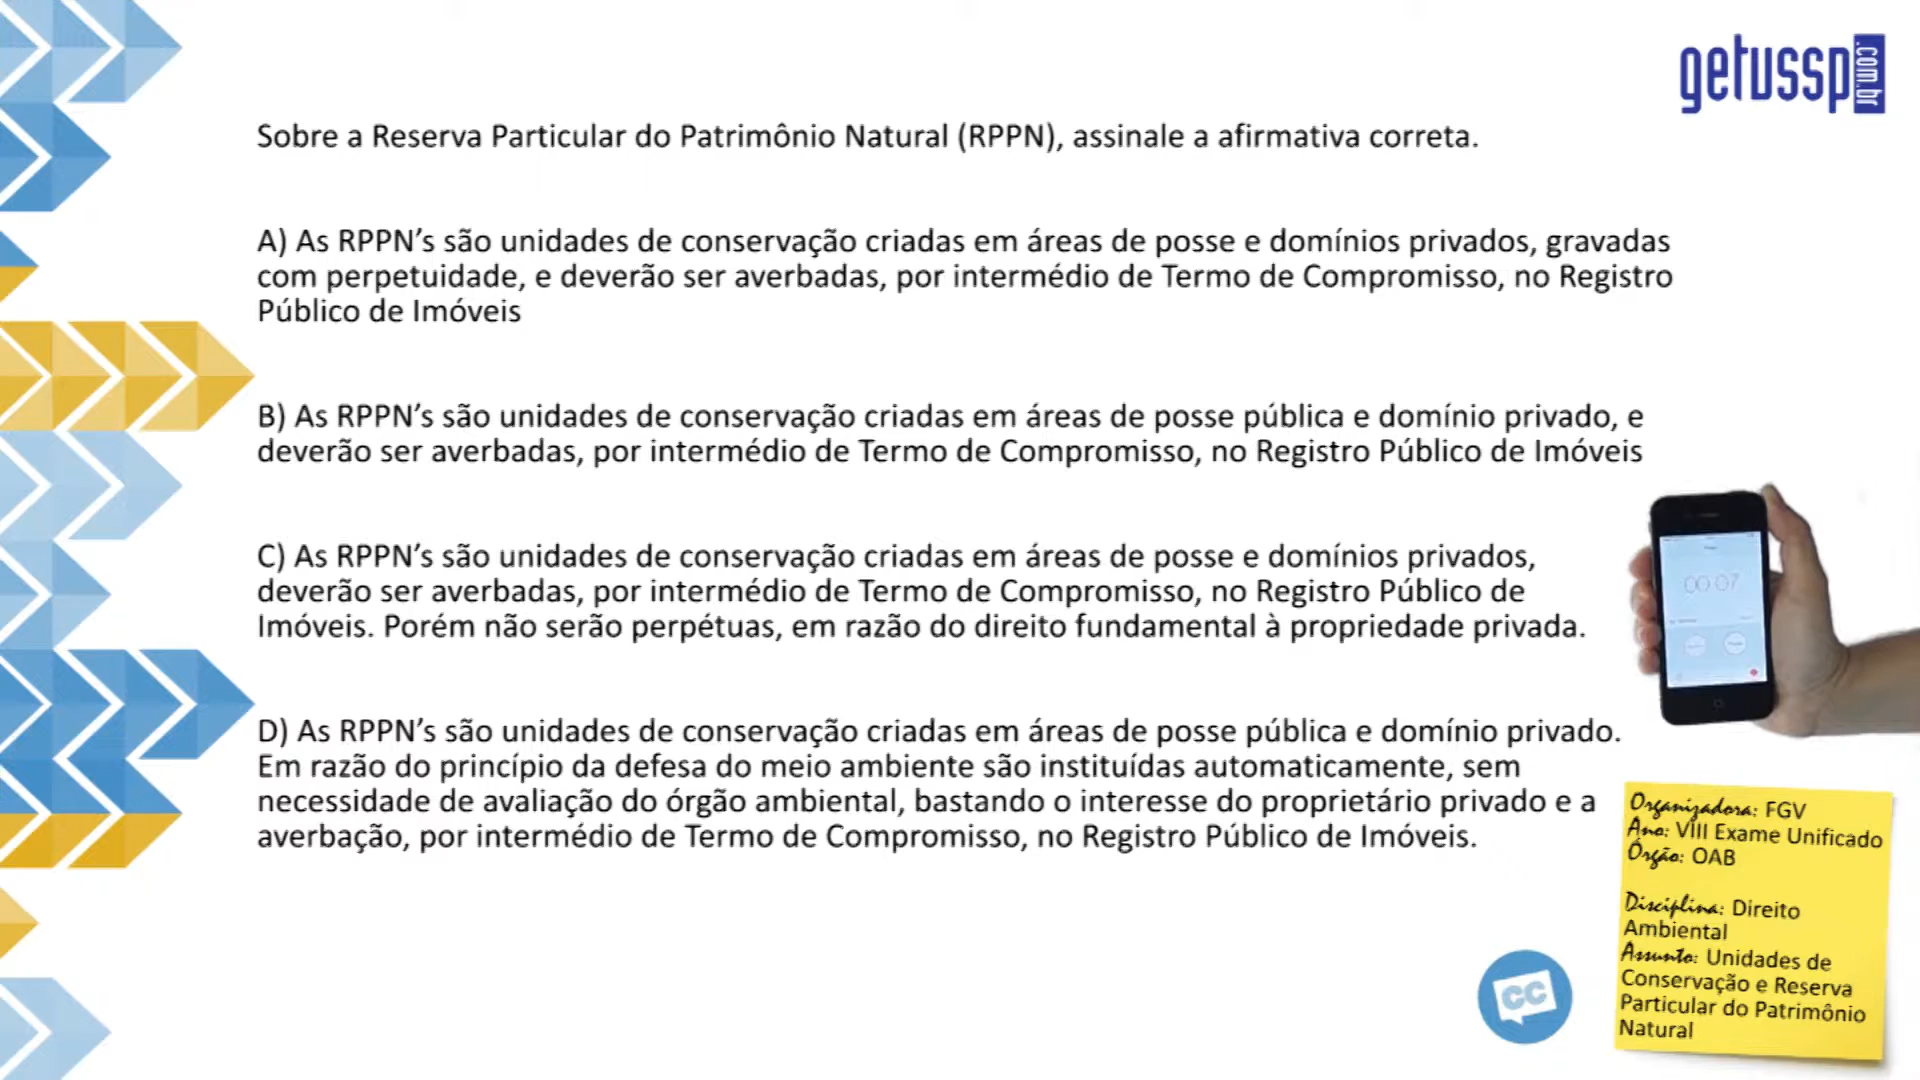 getussp.com.br
Sobre a Reserva Particular do Patrimônio Natural (RPPN), assinale a afirmativa correta.
A) As RPPN’s são unidades de conservação criadas em áreas de posse e domínios privados, gravadas
com perpetuidade, e deverão ser averbadas, por intermédio de Termo de Compromisso, no Registro
Público de Imóveis
B) As RPPN’s são unidades de conservação criadas em áreas de posse pública e domínio privado, e
deverão ser averbadas, por intermédio de Termo de Compromisso, no Registro Público de Imóveis
C) As RPPN’s são unidades de conservação criadas em áreas de posse e domínios privados,
deverão ser averbadas, por intermédio de Termo de Compromisso, no Registro Público de
Imóveis. Porém não serão perpétuas, em razão do direito fundamental à propriedade privada.
D) As RPPN’s são unidades de conservação criadas em áreas de posse pública e domínio privado.
Em razão do princípio da defesa do meio ambiente são instituídas automaticamente, sem
necessidade de avaliação do órgão ambiental, bastando o interesse do proprietário privado e a
averbação, por intermédio de Termo de Compromisso, no Registro Público de Imóveis.
00:07
Organizadora: FGV
Ano: VIII Exame Unificado
Órgão: OAB
Disciplina: Direito
Ambiental
Assunto: Unidades de
Conservação e Reserva
Particular do Patrimônio
Natural
CC